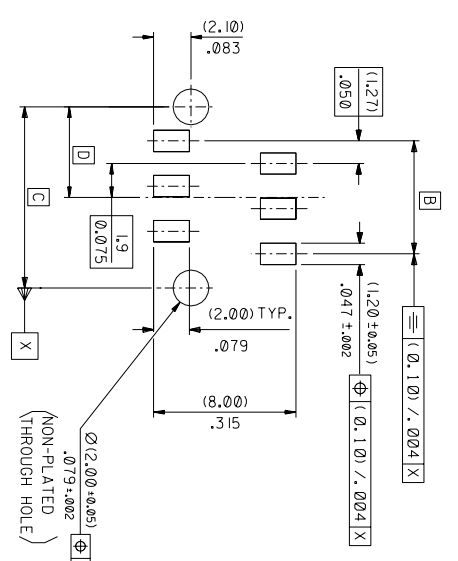 (2.10)
.083
(1.27)
.050
B
D
C
1.9
0.075
X
(2.00) TYP.
.079
(1.20±0.05)
.047±.002
⌯ (0.10)/.004 X
⌖ (0.10)/.004 X
(8.00)
.315
Ø(2.00±0.05)
.079±.002
⌖
(NON-PLATED
THROUGH HOLE)